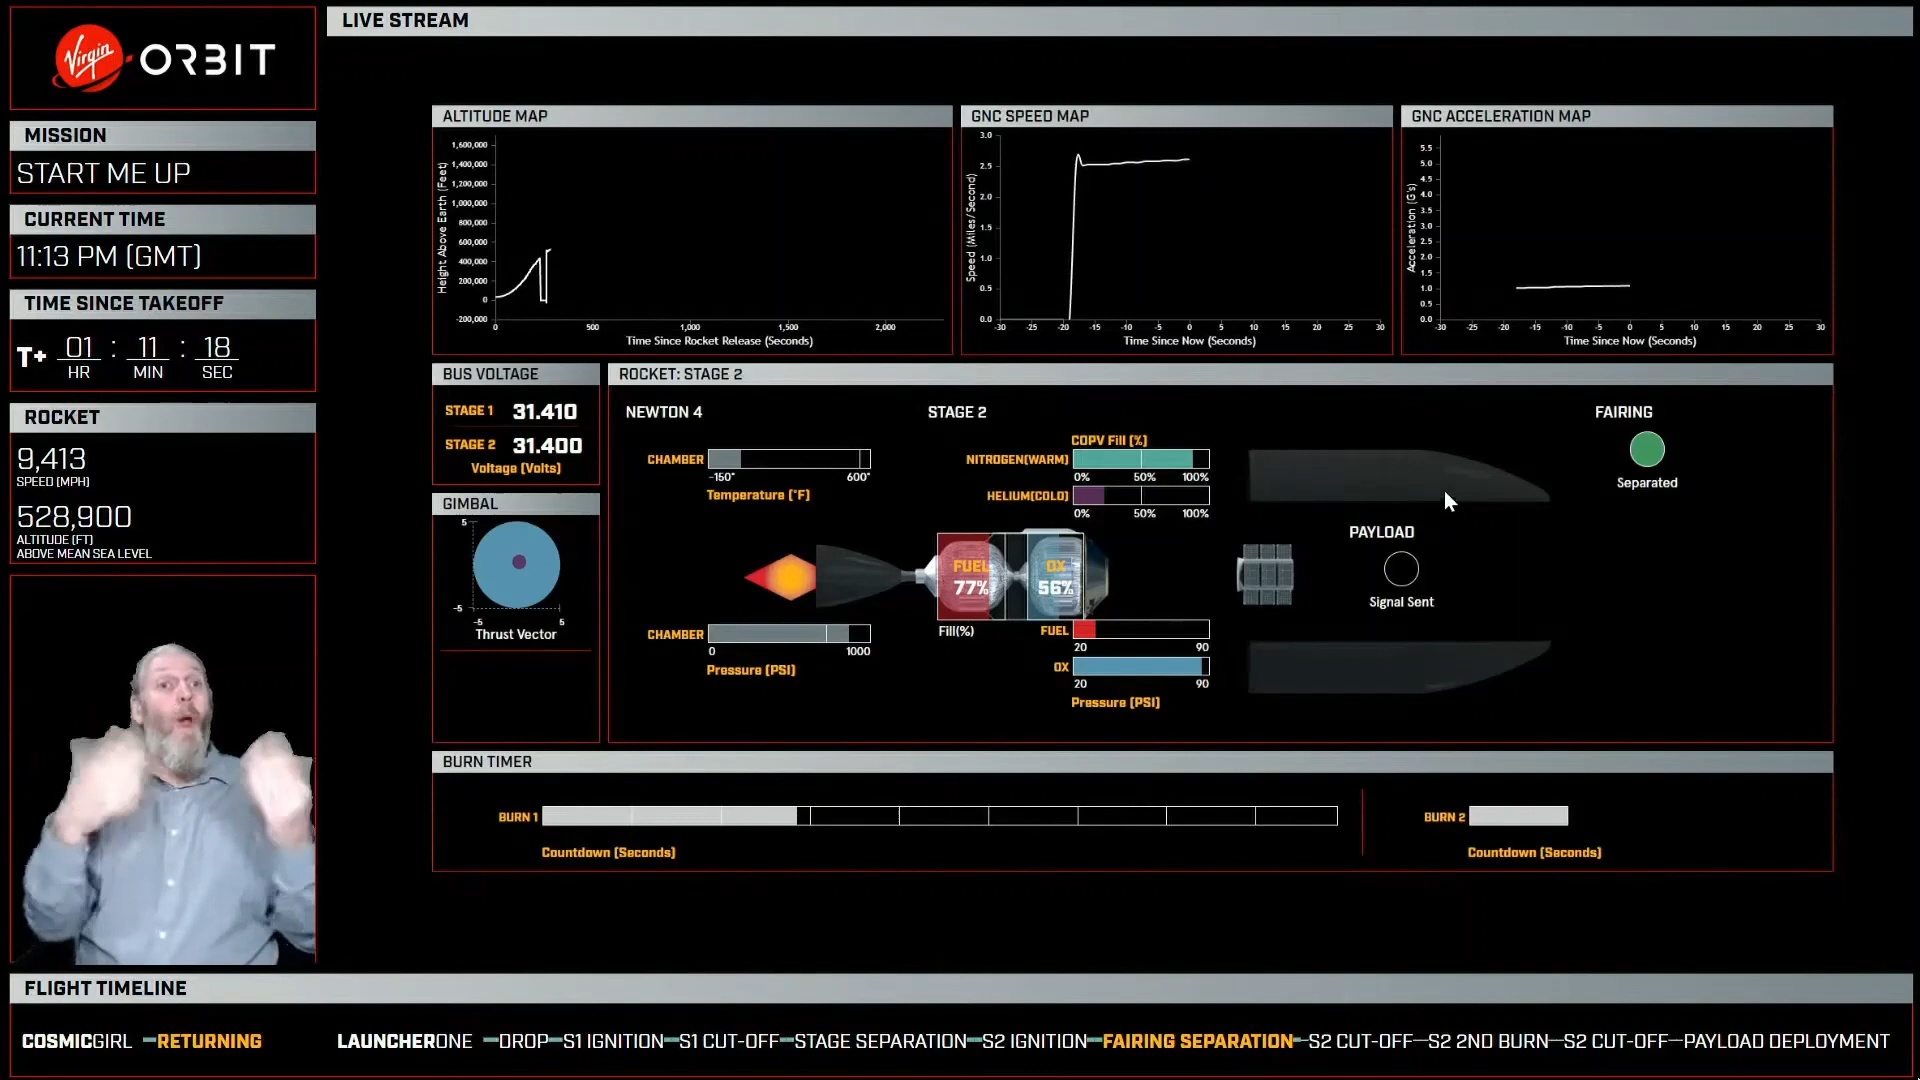 Virgin ORBIT
LIVE STREAM
MISSION
START ME UP
CURRENT TIME
11:13 PM (GMT)
TIME SINCE TAKEOFF
T+ 01 : 11 : 18
HR MIN SEC
ROCKET
9,413
SPEED (MPH)
528,900
ALTITUDE (FT)
ABOVE MEAN SEA LEVEL
ALTITUDE MAP
Height Above Earth (Feet)
1,600,000
1,400,000
1,200,000
1,000,000
800,000
600,000
400,000
200,000
0
-200,000
0 500 1,000 1,500 2,000
Time Since Rocket Release (Seconds)
GNC SPEED MAP
Speed (Miles/Second)
3.0
2.5
2.0
1.5
1.0
0.5
0.0
-30 -25 -20 -15 -10 -5 0 5 10 15 20 25 30
Time Since Now (Seconds)
GNC ACCELERATION MAP
Acceleration (G's)
5.5
5.0
4.5
4.0
3.5
3.0
2.5
2.0
1.5
1.0
0.5
0.0
-30 -25 -20 -15 -10 -5 0 5 10 15 20 25 30
Time Since Now (Seconds)
BUS VOLTAGE
STAGE 1 31.410
STAGE 2 31.400
Voltage (Volts)
GIMBAL
5
-5
-5 5
Thrust Vector
ROCKET: STAGE 2
NEWTON 4
CHAMBER
-150° 600°
Temperature (°F)
CHAMBER
0 1000
Pressure (PSI)
STAGE 2
COPV Fill (%)
NITROGEN(WARM)
0% 50% 100%
HELIUM(COLD)
0% 50% 100%
FUEL
77%
OX
56%
Fill(%)
FUEL
20 90
OX
20 90
Pressure (PSI)
FAIRING
Separated
PAYLOAD
Signal Sent
BURN TIMER
BURN 1
Countdown (Seconds)
BURN 2
Countdown (Seconds)
FLIGHT TIMELINE
COSMICGIRL RETURNING
LAUNCHERONE DROP S1 IGNITION S1 CUT-OFF STAGE SEPARATION S2 IGNITION FAIRING SEPARATION S2 CUT-OFF S2 2ND BURN S2 CUT-OFF PAYLOAD DEPLOYMENT